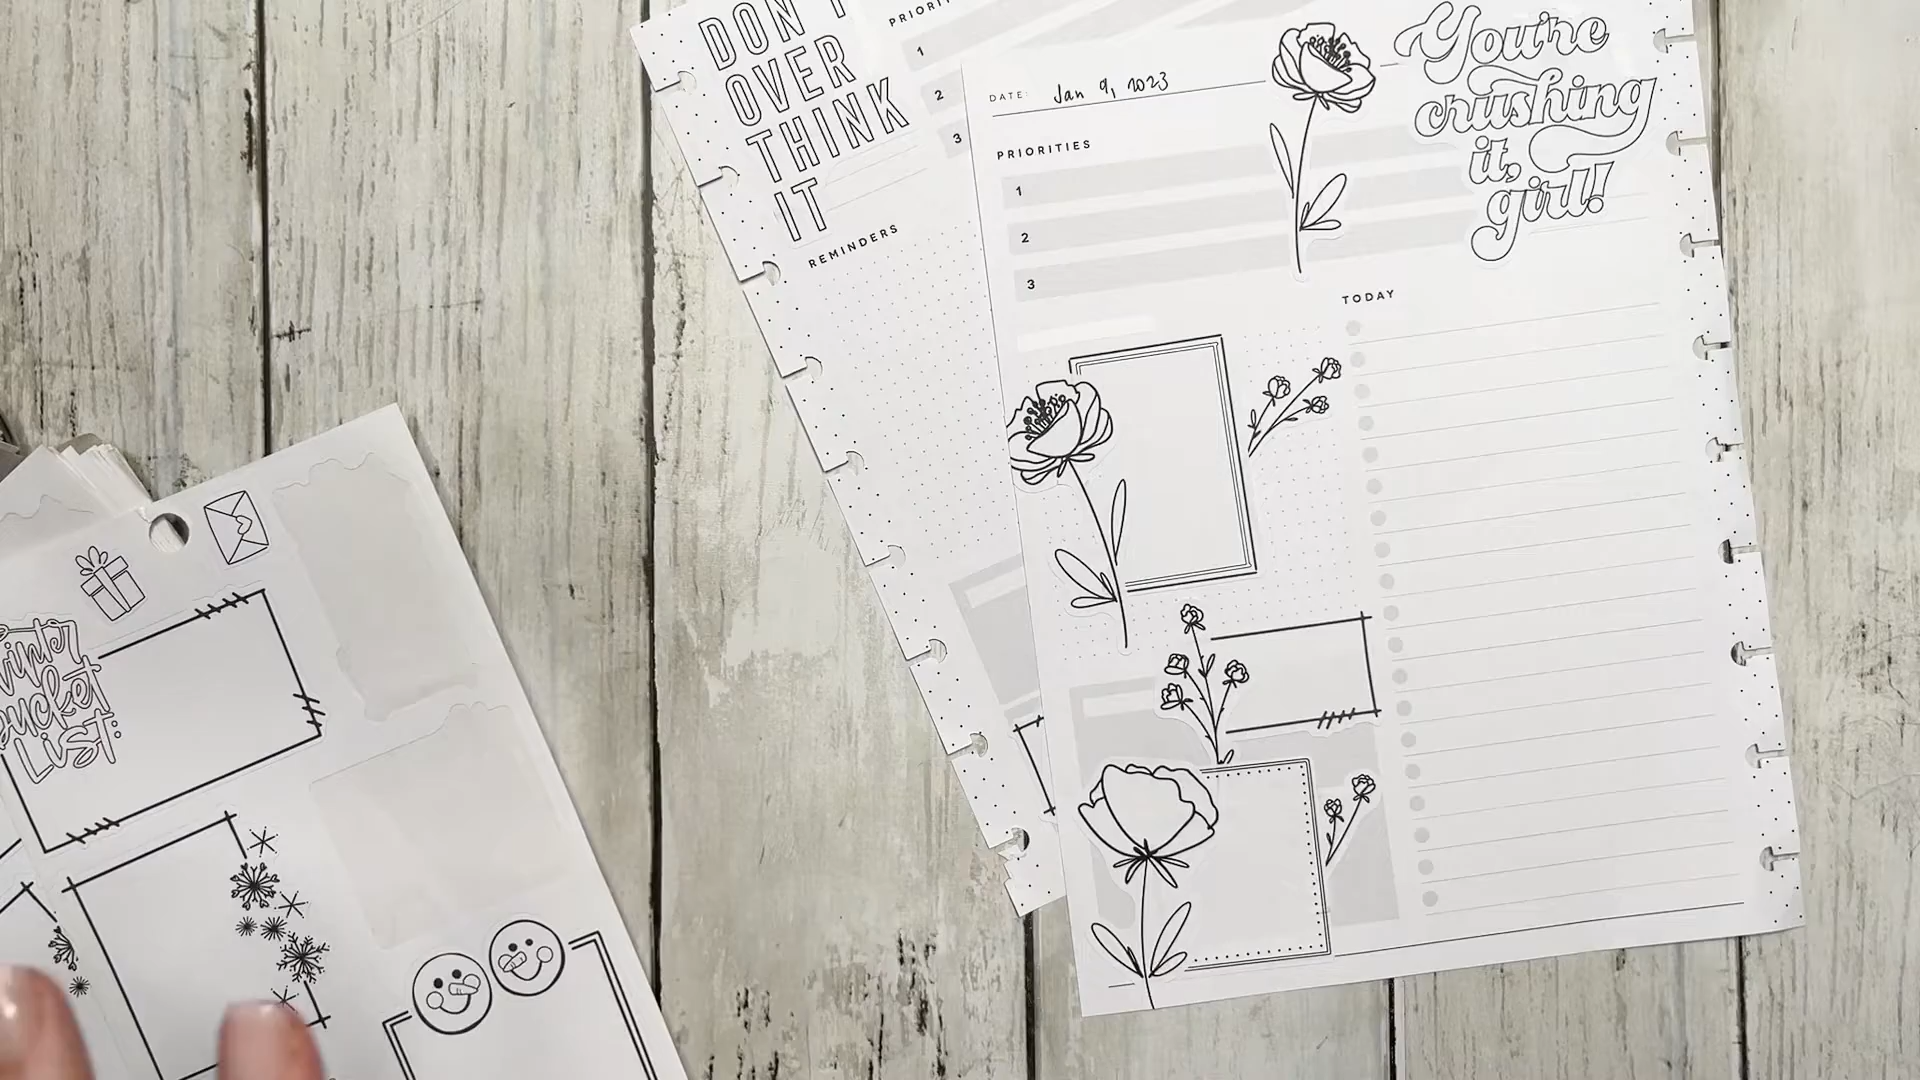 DON'T
OVER
THINK
IT
1
2
3
REMINDERS
DATE: Jan 9, 2023
PRIORITIES
1
2
3
You're
crushing
it,
girl!
TODAY
winter
bucket
List: